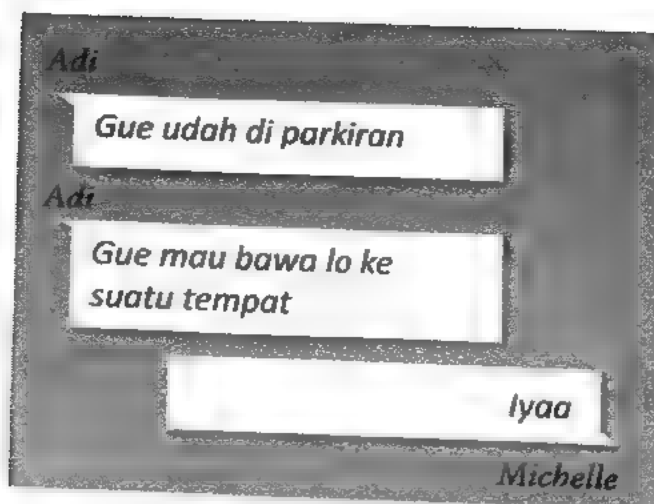 Adi
Gue udah di parkiran
Adi
Gue mau bawa lo ke
suatu tempat
Iyaa
Michelle